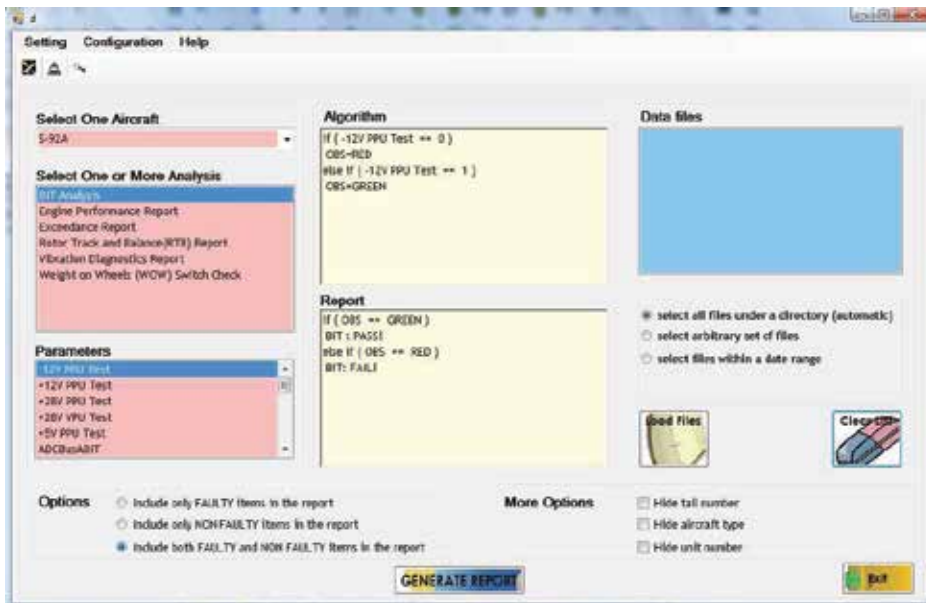 d
Setting Configuration Help
Select One Aircraft
S-92A
Select One or More Analysis
BIT Analysis
Engine Performance Report
Exceedance Report
Rotor Track and Balance(RTB) Report
Vibration Diagnostics Report
Weight on Wheels (WOW) Switch Check
Parameters
-12V PPU Test
+12V PPU Test
+28V PPU Test
+28V VPU Test
+5V PPU Test
ADCBusABIT
Algorithm
If ( -12V PPU Test == 0 )
OBS=RED
else If ( -12V PPU Test == 1 )
OBS=GREEN
Report
If ( OBS == GREEN )
BIT : PASS!
else If ( OBS == RED )
BIT: FAIL!
Data files
select all files under a directory (automatic)
select arbitrary set of files
select files within a date range
Load Files
Clear
Options
Include only FAULTY Items in the report
Include only NON FAULTY Items in the report
Include both FAULTY and NON FAULTY Items in the report
More Options
Hide tail number
Hide aircraft type
Hide unit number
GENERATE REPORT
Exit